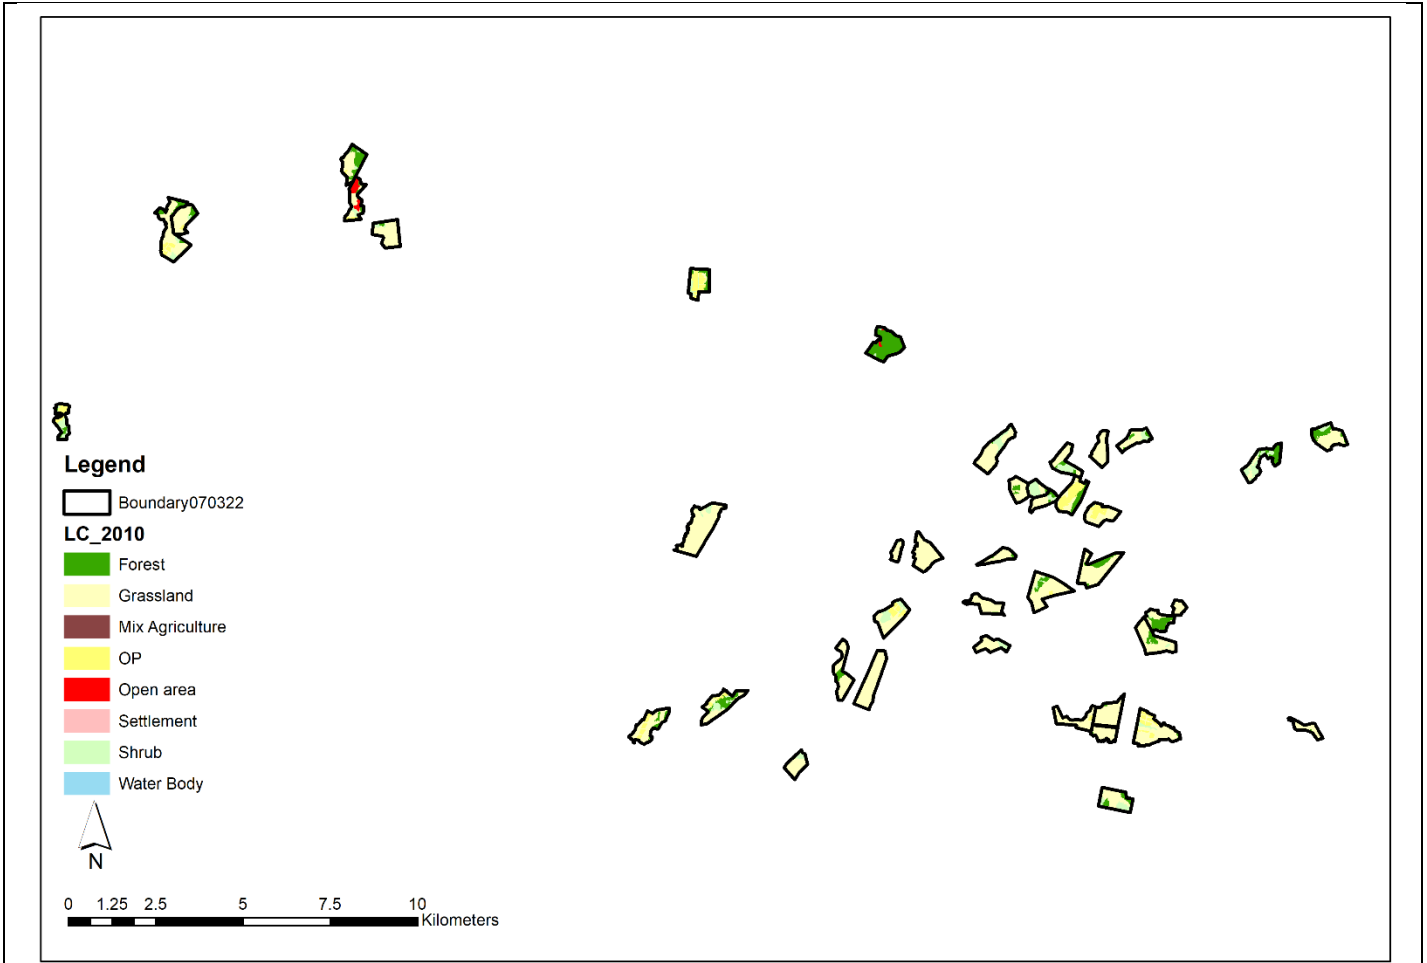 Legend
Boundary070322
LC_2010
Forest
Grassland
Mix Agriculture
OP
Open area
Settlement
Shrub
Water Body
N
0 1.25 2.5 5 7.5 10
Kilometers